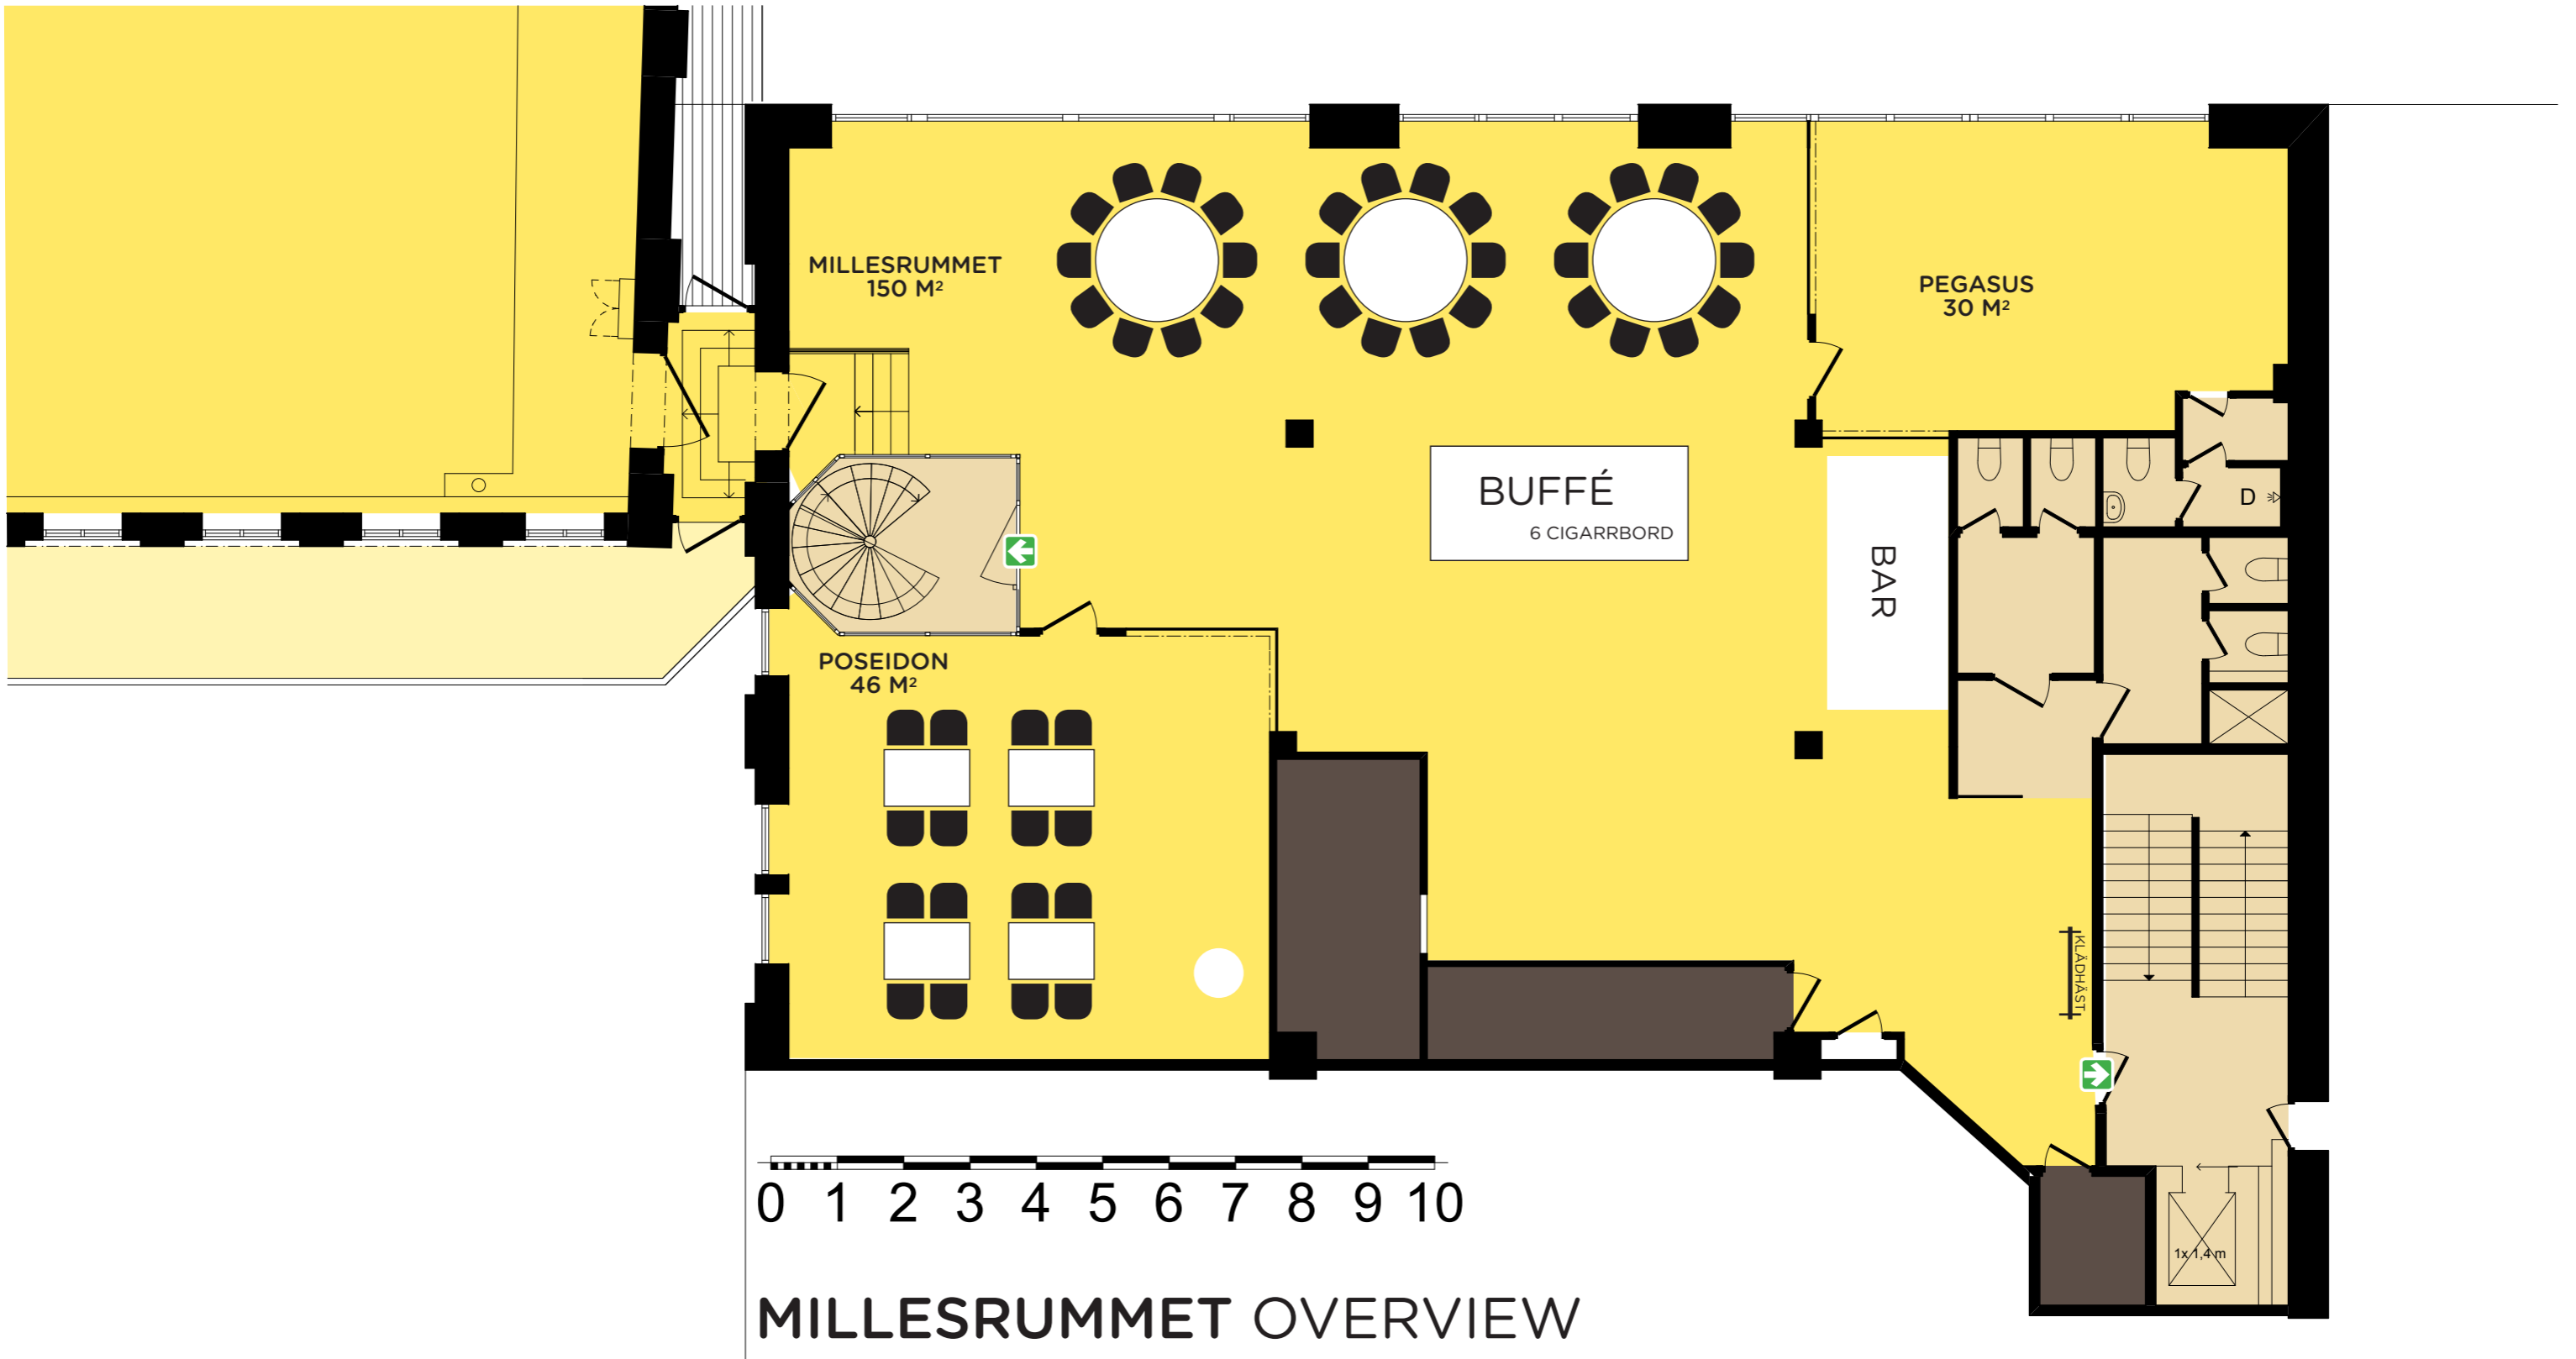 MILLESRUMMET
150 M²
PEGASUS
30 M²
BUFFÉ
6 CIGARRBORD
D
BAR
POSEIDON
46 M²
KLÄDHÄST
1x 1,4 m
0 1 2 3 4 5 6 7 8 9 10
MILLESRUMMET OVERVIEW